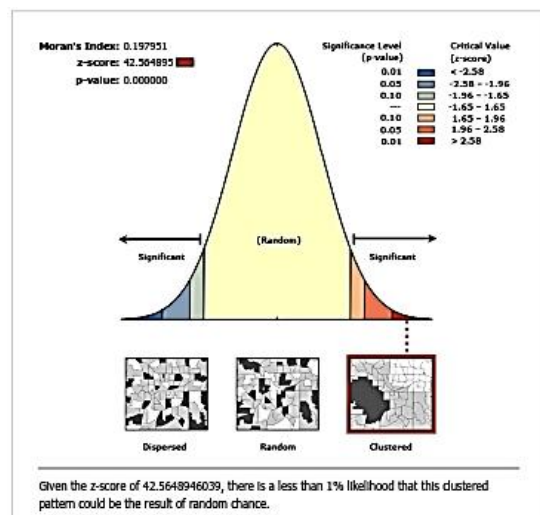 Moran's Index: 0.197951
z-score: 42.564895
p-value: 0.000000
Significance Level
(p-value)
Critical Value
(z-score)
0.01 < -2.58
0.05 -2.58 - -1.96
0.10 -1.96 - -1.65
--- -1.65 - 1.65
0.10 1.65 - 1.96
0.05 1.96 - 2.58
0.01 > 2.58
(Random)
Significant
Significant
Dispersed
Random
Clustered
Given the z-score of 42.5648946039, there is a less than 1% likelihood that this clustered
pattern could be the result of random chance.